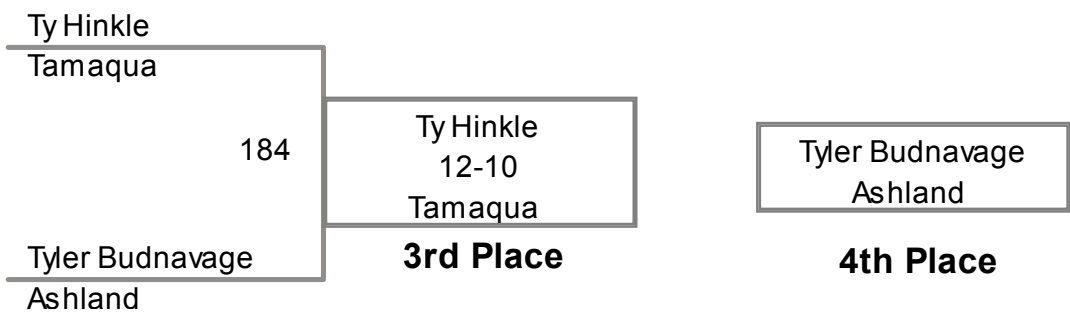 Ty Hinkle
Tamaqua
184
Tyler Budnavage
Ashland
Ty Hinkle
12-10
Tamaqua
3rd Place
Tyler Budnavage
Ashland
4th Place